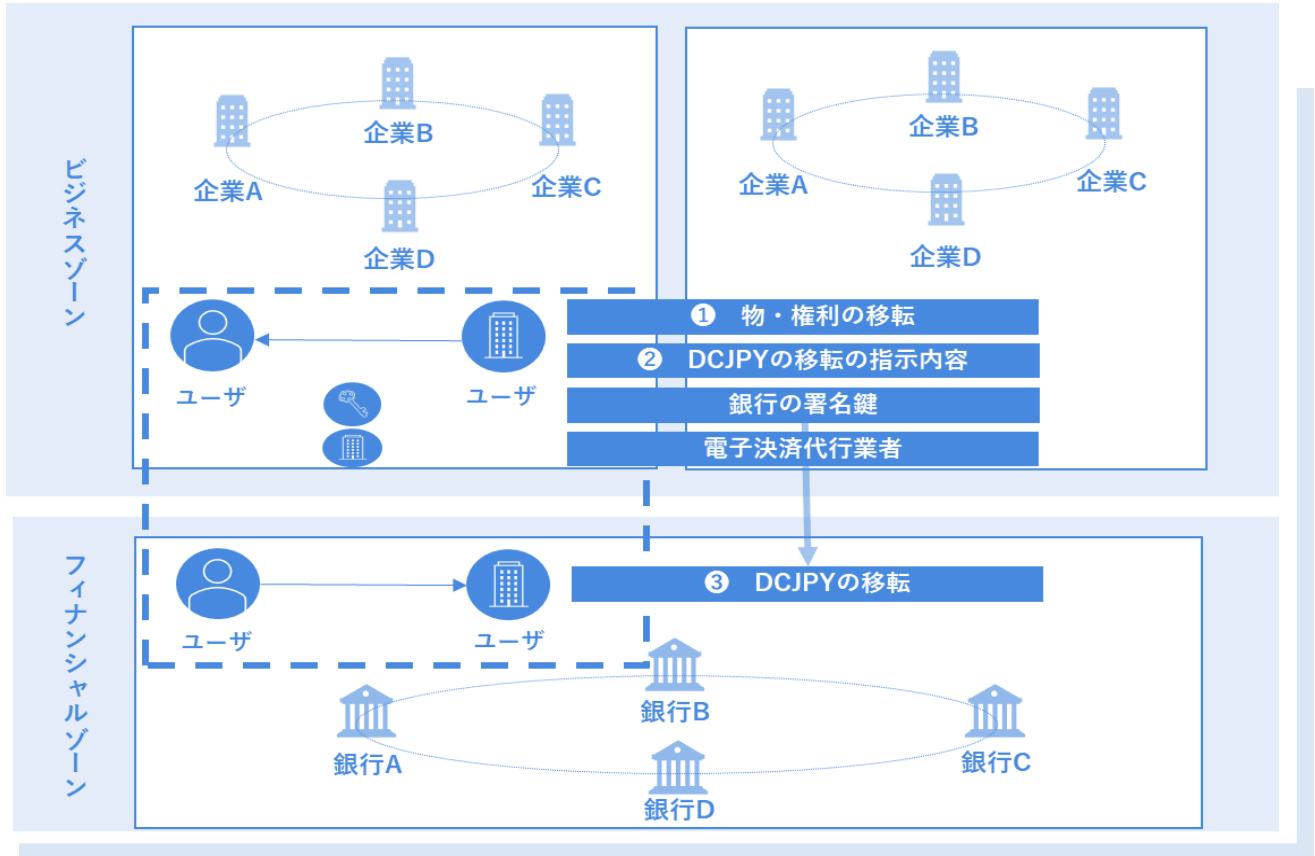 ビジネスゾーン
企業B
企業A
企業C
企業D
企業B
企業A
企業C
企業D
❶ 物・権利の移転
❷ DCJPYの移転の指示内容
銀行の署名鍵
電子決済代行業者
ユーザ
ユーザ
フィナンシャルゾーン
❸ DCJPYの移転
ユーザ
ユーザ
銀行B
銀行A
銀行C
銀行D